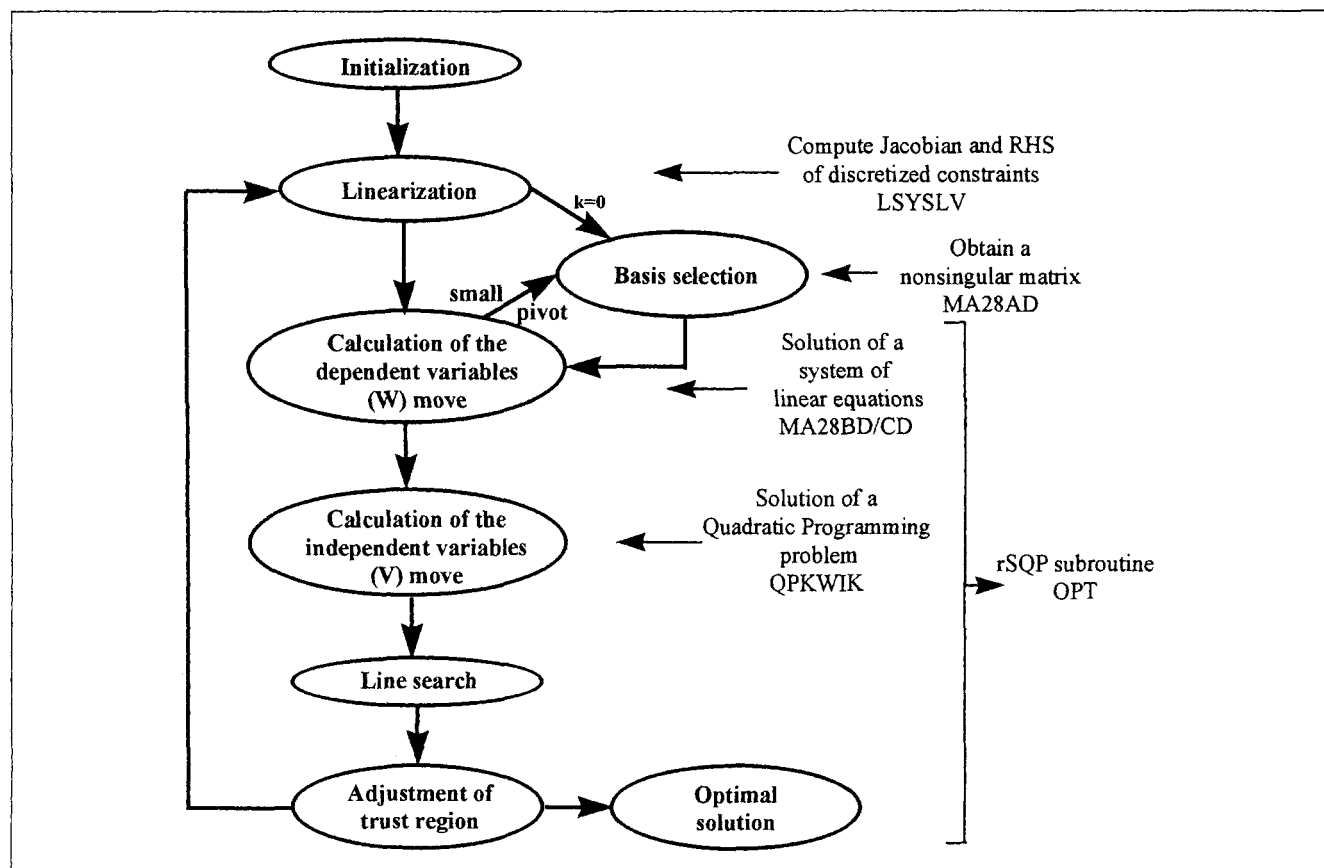 Initialization
Compute Jacobian and RHS
of discretized constraints
LSYSLV
Linearization
k=0
Obtain a
nonsingular matrix
MA28AD
Basis selection
small
pivot
Calculation of the
dependent variables
(W) move
Solution of a
system of
linear equations
MA28BD/CD
Calculation of the
independent variables
(V) move
Solution of a
Quadratic Programming
problem
QPKWIK
rSQP subroutine
OPT
Line search
Adjustment of
trust region
Optimal
solution